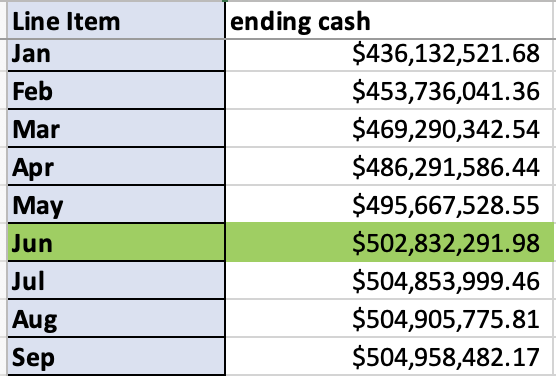 Line Item ending cash
Jan $436,132,521.68
Feb $453,736,041.36
Mar $469,290,342.54
Apr $486,291,586.44
May $495,667,528.55
Jun $502,832,291.98
Jul $504,853,999.46
Aug $504,905,775.81
Sep $504,958,482.17